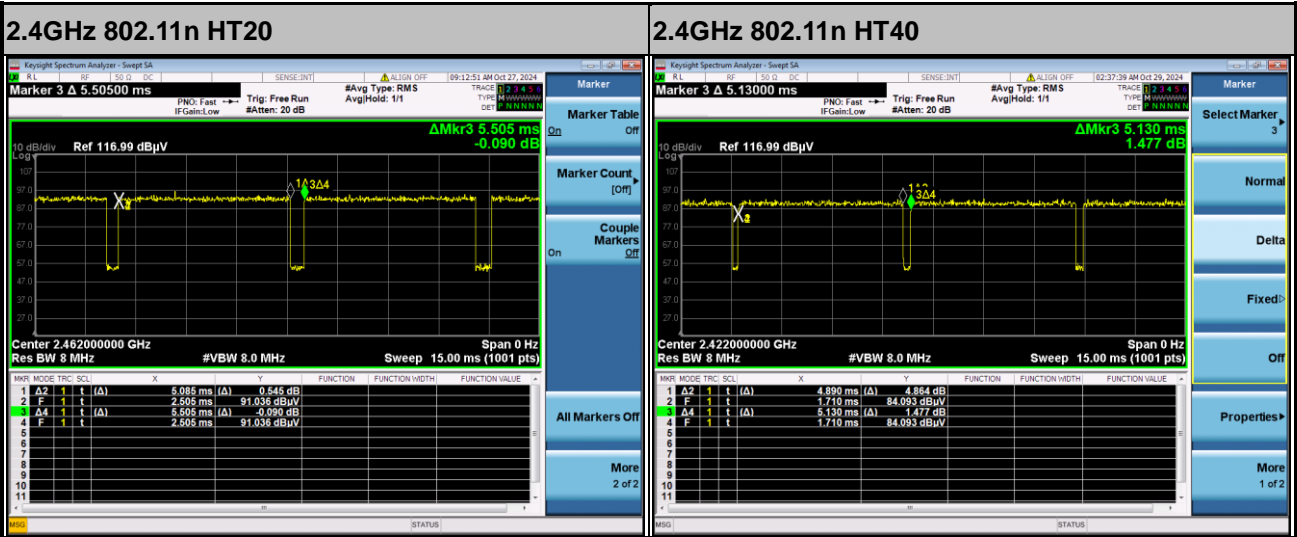 2.4GHz 802.11n HT20
Keysight Spectrum Analyzer - Swept SA
RL RF 50 Ω DC SENSE:INT ALIGN OFF 09:12:51 AM Oct 27, 2024
Marker 3 Δ 5.50500 ms
PNO: Fast
IFGain:Low
Trig: Free Run
#Atten: 20 dB
#Avg Type: RMS
Avg|Hold: 1/1
TRACE 1 2 3 4 5 6
TYPE M WWWWW
DET P N N N N N
ΔMkr3 5.505 ms
-0.090 dB
10 dB/div Ref 116.99 dBµV
Log
107
97.0
87.0
77.0
67.0
57.0
47.0
37.0
27.0
3Δ4
Center 2.462000000 GHz Span 0 Hz
Res BW 8 MHz #VBW 8.0 MHz Sweep 15.00 ms (1001 pts)
MKR MODE TRC SCL X Y FUNCTION FUNCTION WIDTH FUNCTION VALUE
1 Δ2 1 t (Δ) 5.085 ms (Δ) 0.545 dB
2 F 1 t 2.505 ms 91.036 dBµV
3 Δ4 1 t (Δ) 5.505 ms (Δ) -0.090 dB
4 F 1 t 2.505 ms 91.036 dBµV
5
6
7
8
9
10
11
MSG STATUS
Marker
Marker Table
On Off
Marker Count
[Off]
Couple
Markers
On Off
All Markers Off
More
2 of 2
2.4GHz 802.11n HT40
Keysight Spectrum Analyzer - Swept SA
RL RF 50 Ω DC SENSE:INT ALIGN OFF 02:37:39 AM Oct 29, 2024
Marker 3 Δ 5.13000 ms
PNO: Fast
IFGain:Low
Trig: Free Run
#Atten: 20 dB
#Avg Type: RMS
Avg|Hold: 1/1
TRACE 1 2 3 4 5 6
TYPE M WWWWW
DET P N N N N N
ΔMkr3 5.130 ms
1.477 dB
10 dB/div Ref 116.99 dBµV
Log
107
97.0
87.0
77.0
67.0
57.0
47.0
37.0
27.0
3Δ4
Center 2.422000000 GHz Span 0 Hz
Res BW 8 MHz #VBW 8.0 MHz Sweep 15.00 ms (1001 pts)
MKR MODE TRC SCL X Y FUNCTION FUNCTION WIDTH FUNCTION VALUE
1 Δ2 1 t (Δ) 4.890 ms (Δ) 4.864 dB
2 F 1 t 1.710 ms 84.093 dBµV
3 Δ4 1 t (Δ) 5.130 ms (Δ) 1.477 dB
4 F 1 t 1.710 ms 84.093 dBµV
5
6
7
8
9
10
11
MSG STATUS
Marker
Select Marker
3
Normal
Delta
Fixed
Off
Properties
More
1 of 2